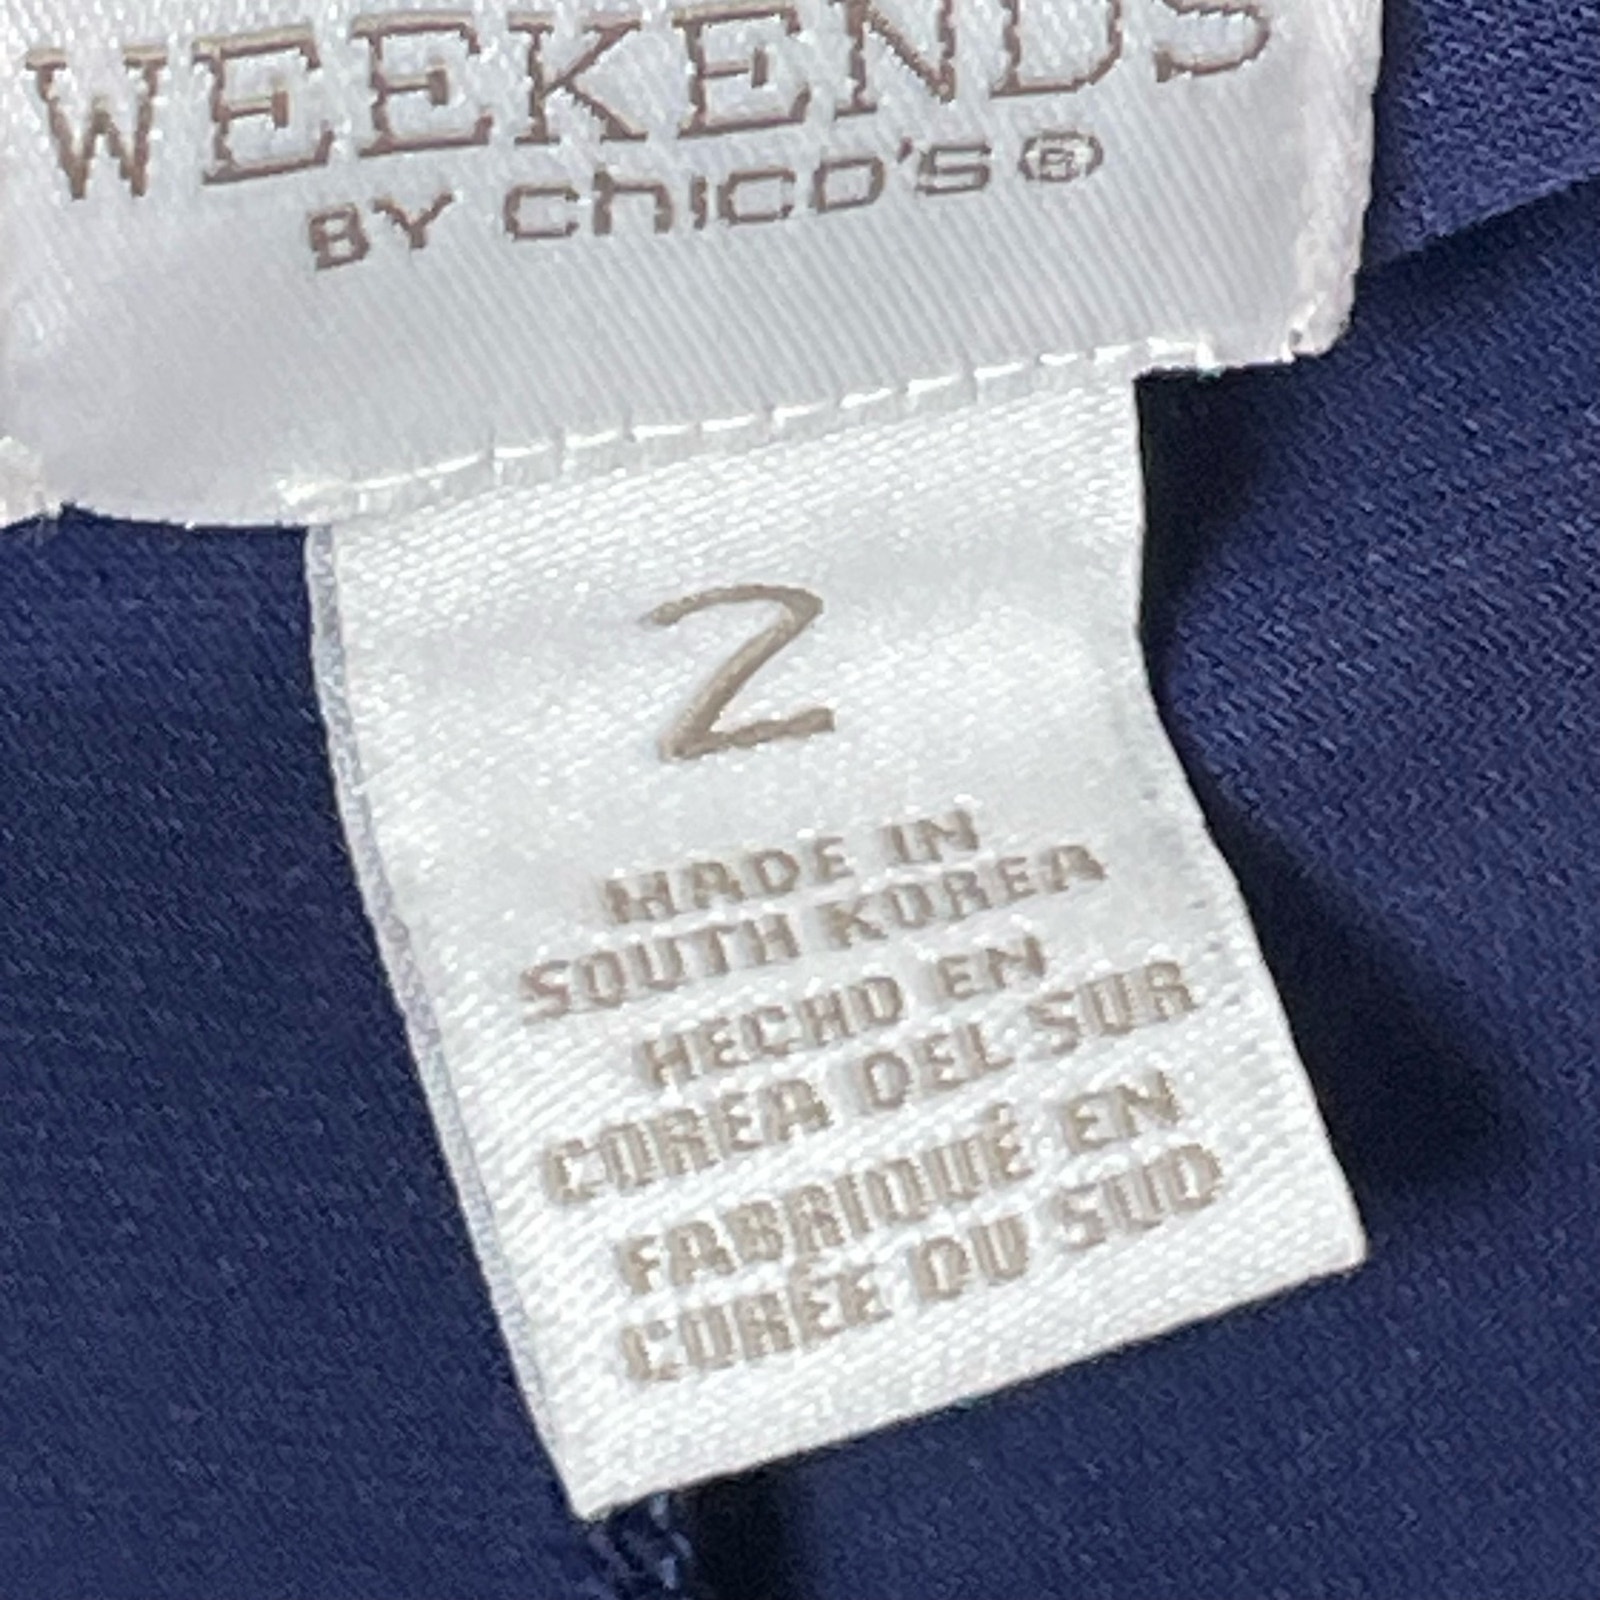 WEEKENDS
BY CHICO'S®
2
MADE IN
SOUTH KOREA
HECHO EN
COREA DEL SUR
FABRIQUÉ EN
CORÉE DU SUD